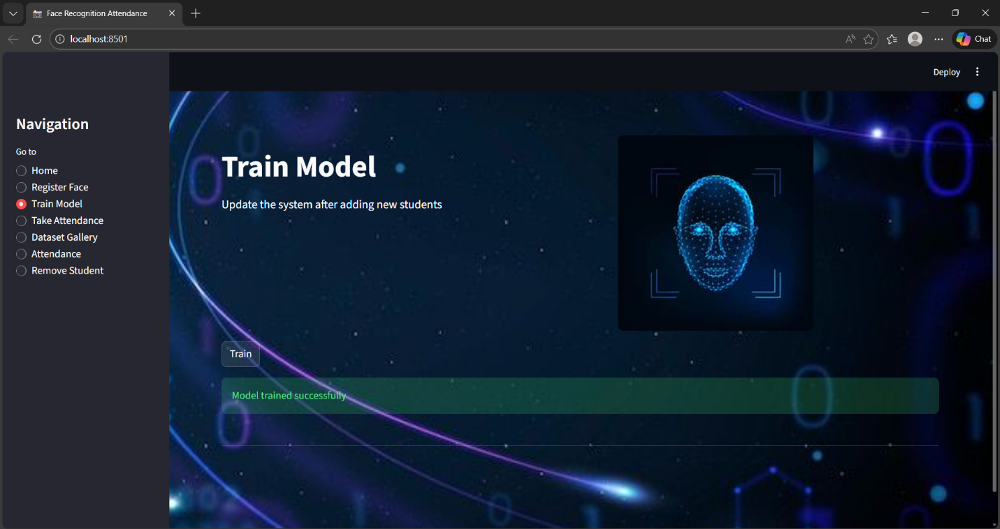 Face Recognition Attendance
localhost:8501
Chat
Deploy
Navigation
Go to
Home
Register Face
Train Model
Take Attendance
Dataset Gallery
Attendance
Remove Student
Train Model
Update the system after adding new students
Train
Model trained successfully